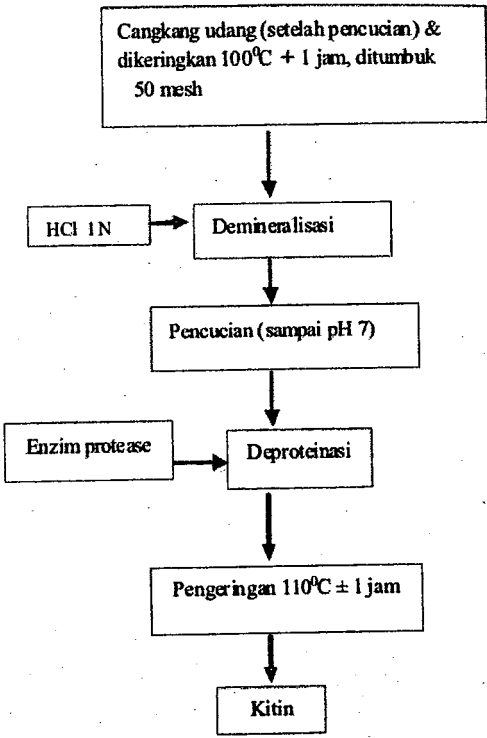 Cangkang udang (setelah pencucian) &
dikeringkan 100⁰C + 1 jam, ditumbuk
50 mesh
HCl 1N
Demineralisasi
Pencucian (sampai pH 7)
Enzim protease
Deproteinasi
Pengeringan 110⁰C ± 1 jam
Kitin